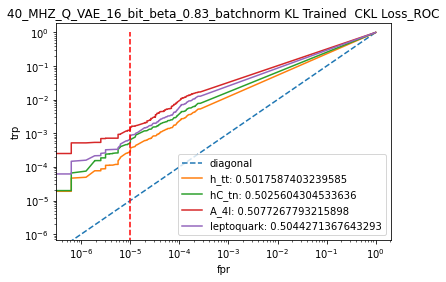 40_MHZ_Q_VAE_16_bit_beta_0.83_batchnorm KL Trained  CKL Loss_ROC
trp
10⁰
10⁻¹
10⁻²
10⁻³
10⁻⁴
10⁻⁵
10⁻⁶
diagonal
h_tt: 0.5017587403239585
hC_tn: 0.5025604304533636
A_4l: 0.5077267793215898
leptoquark: 0.5044271367643293
10⁻⁶ 10⁻⁵ 10⁻⁴ 10⁻³ 10⁻² 10⁻¹ 10⁰
fpr